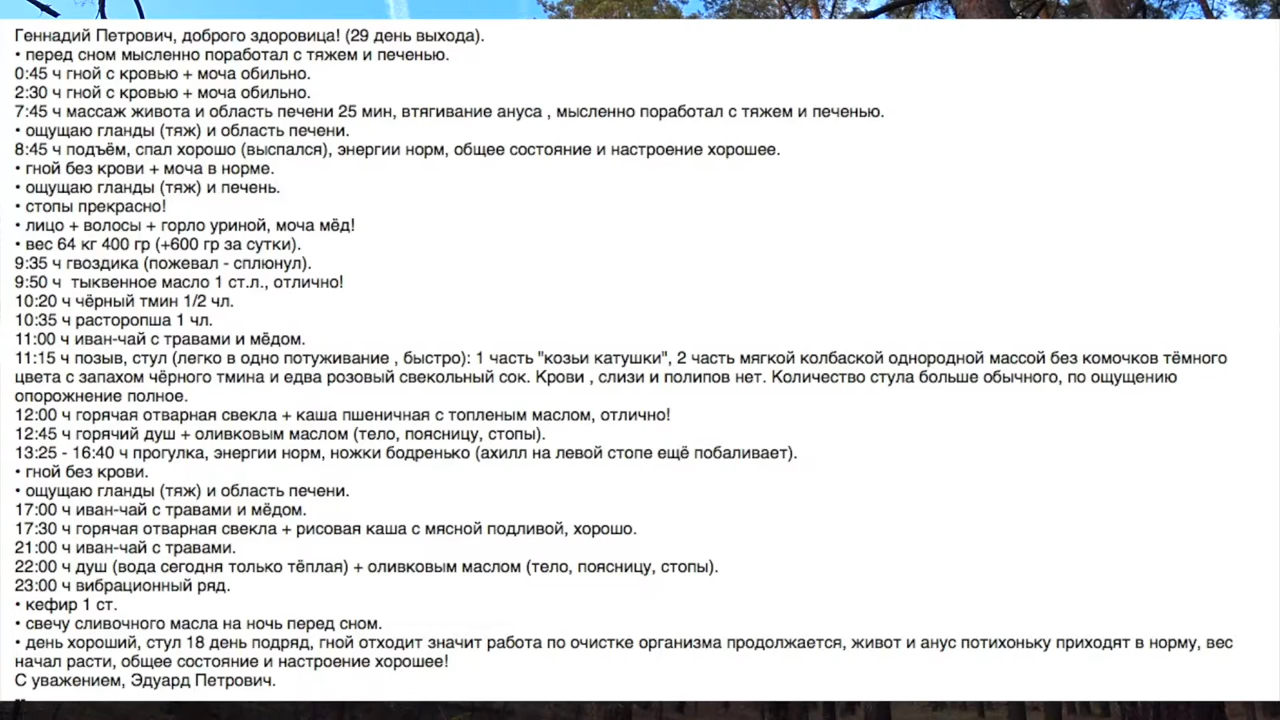 Геннадий Петрович, доброго здоровица! (29 день выхода).
• перед сном мысленно поработал с тяжем и печенью.
0:45 ч гной с кровью + моча обильно.
2:30 ч гной с кровью + моча обильно.
7:45 ч массаж живота и область печени 25 мин, втягивание ануса , мысленно поработал с тяжем и печенью.
• ощущаю гланды (тяж) и область печени.
8:45 ч подъём, спал хорошо (выспался), энергии норм, общее состояние и настроение хорошее.
• гной без крови + моча в норме.
• ощущаю гланды (тяж) и печень.
• стопы прекрасно!
• лицо + волосы + горло уриной, моча мёд!
• вес 64 кг 400 гр (+600 гр за сутки).
9:35 ч гвоздика (пожевал - сплюнул).
9:50 ч  тыквенное масло 1 ст.л., отлично!
10:20 ч чёрный тмин 1/2 чл.
10:35 ч расторопша 1 чл.
11:00 ч иван-чай с травами и мёдом.
11:15 ч позыв, стул (легко в одно потуживание , быстро): 1 часть "козьи катушки", 2 часть мягкой колбаской однородной массой без комочков тёмного
цвета с запахом чёрного тмина и едва розовый свекольный сок. Крови , слизи и полипов нет. Количество стула больше обычного, по ощущению
опорожнение полное.
12:00 ч горячая отварная свекла + каша пшеничная с топленым маслом, отлично!
12:45 ч горячий душ + оливковым маслом (тело, поясницу, стопы).
13:25 - 16:40 ч прогулка, энергии норм, ножки бодренько (ахилл на левой стопе ещё побаливает).
• гной без крови.
• ощущаю гланды (тяж) и область печени.
17:00 ч иван-чай с травами и мёдом.
17:30 ч горячая отварная свекла + рисовая каша с мясной подливой, хорошо.
21:00 ч иван-чай с травами.
22:00 ч душ (вода сегодня только тёплая) + оливковым маслом (тело, поясницу, стопы).
23:00 ч вибрационный ряд.
• кефир 1 ст.
• свечу сливочного масла на ночь перед сном.
• день хороший, стул 18 день подряд, гной отходит значит работа по очистке организма продолжается, живот и анус потихоньку приходят в норму, вес
начал расти, общее состояние и настроение хорошее!
С уважением, Эдуард Петрович.